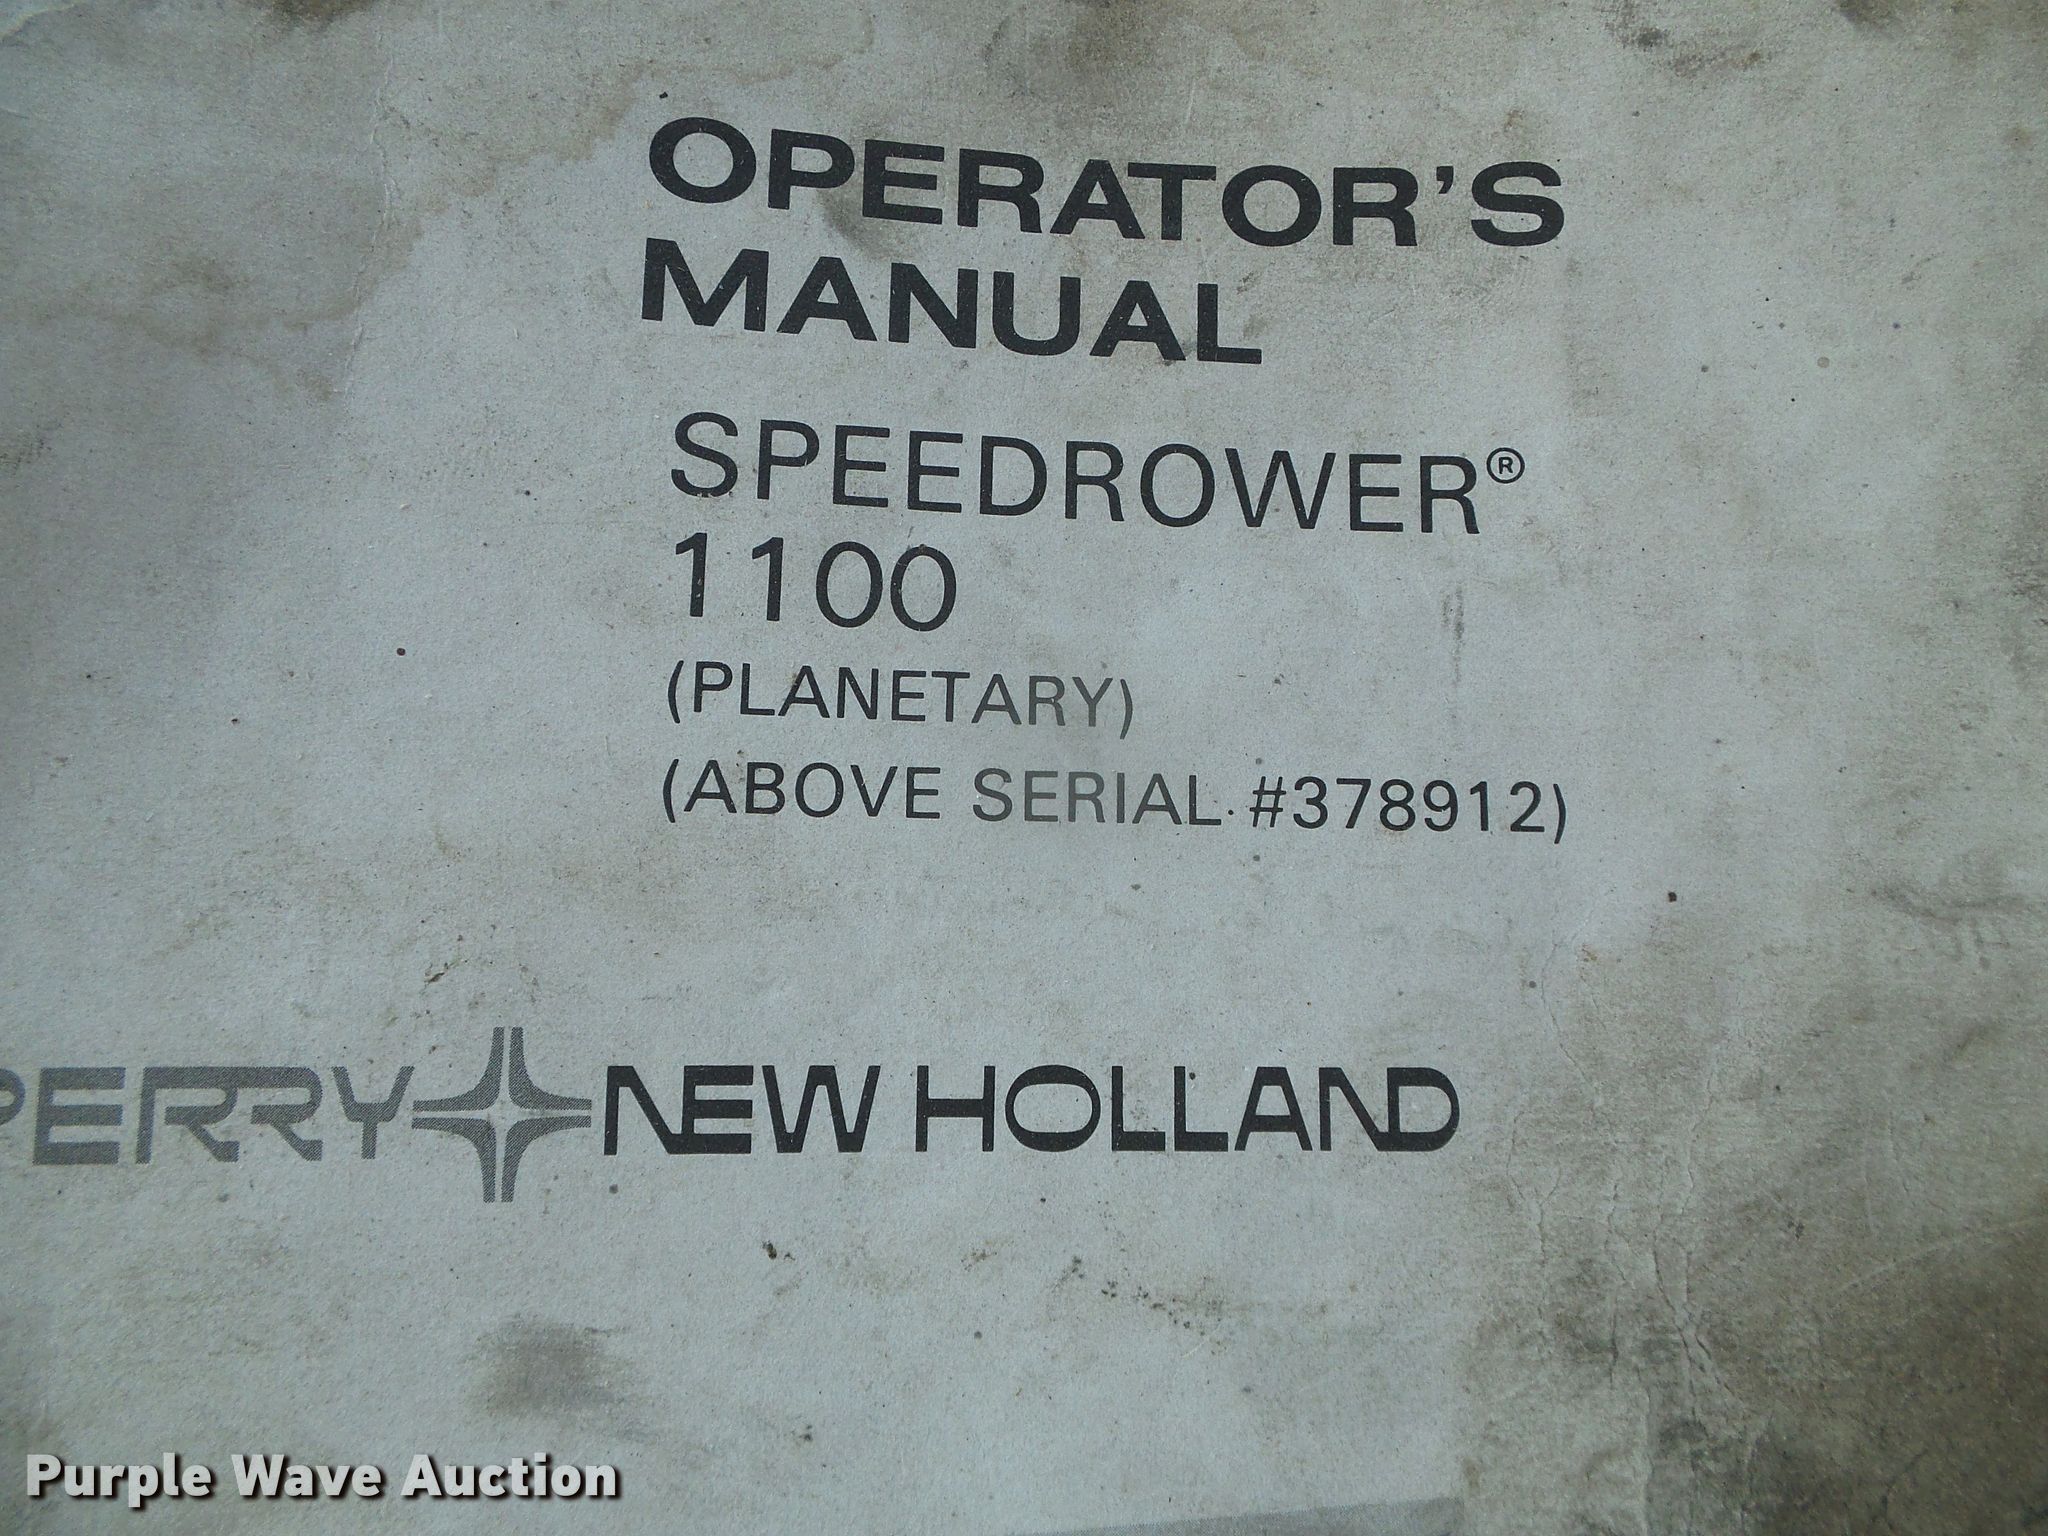 OPERATOR'S
MANUAL
SPEEDROWER®
1100
(PLANETARY)
(ABOVE SERIAL #378912)
PERRY NEW HOLLAND
Purple Wave Auction